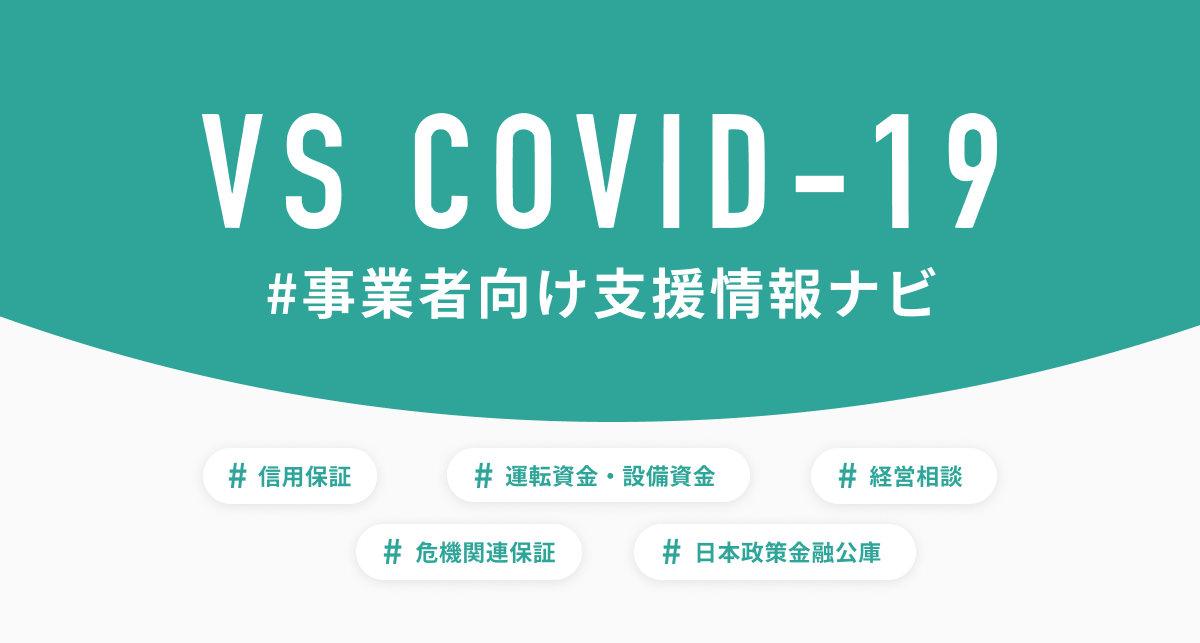 VS COVID-19
#事業者向け支援情報ナビ
# 信用保証
# 運転資金・設備資金
# 経営相談
# 危機関連保証
# 日本政策金融公庫